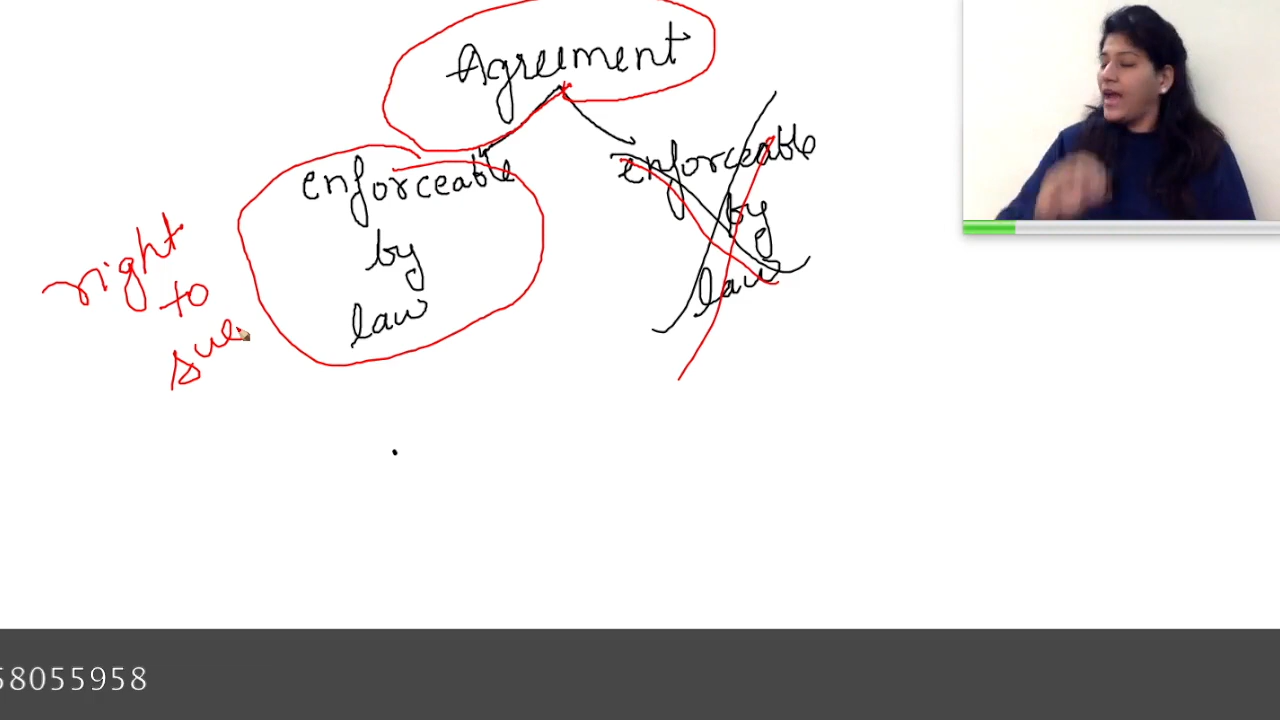 Agreement
enforceable
by
law
enforceable
by
law
right
to
sue
58055958